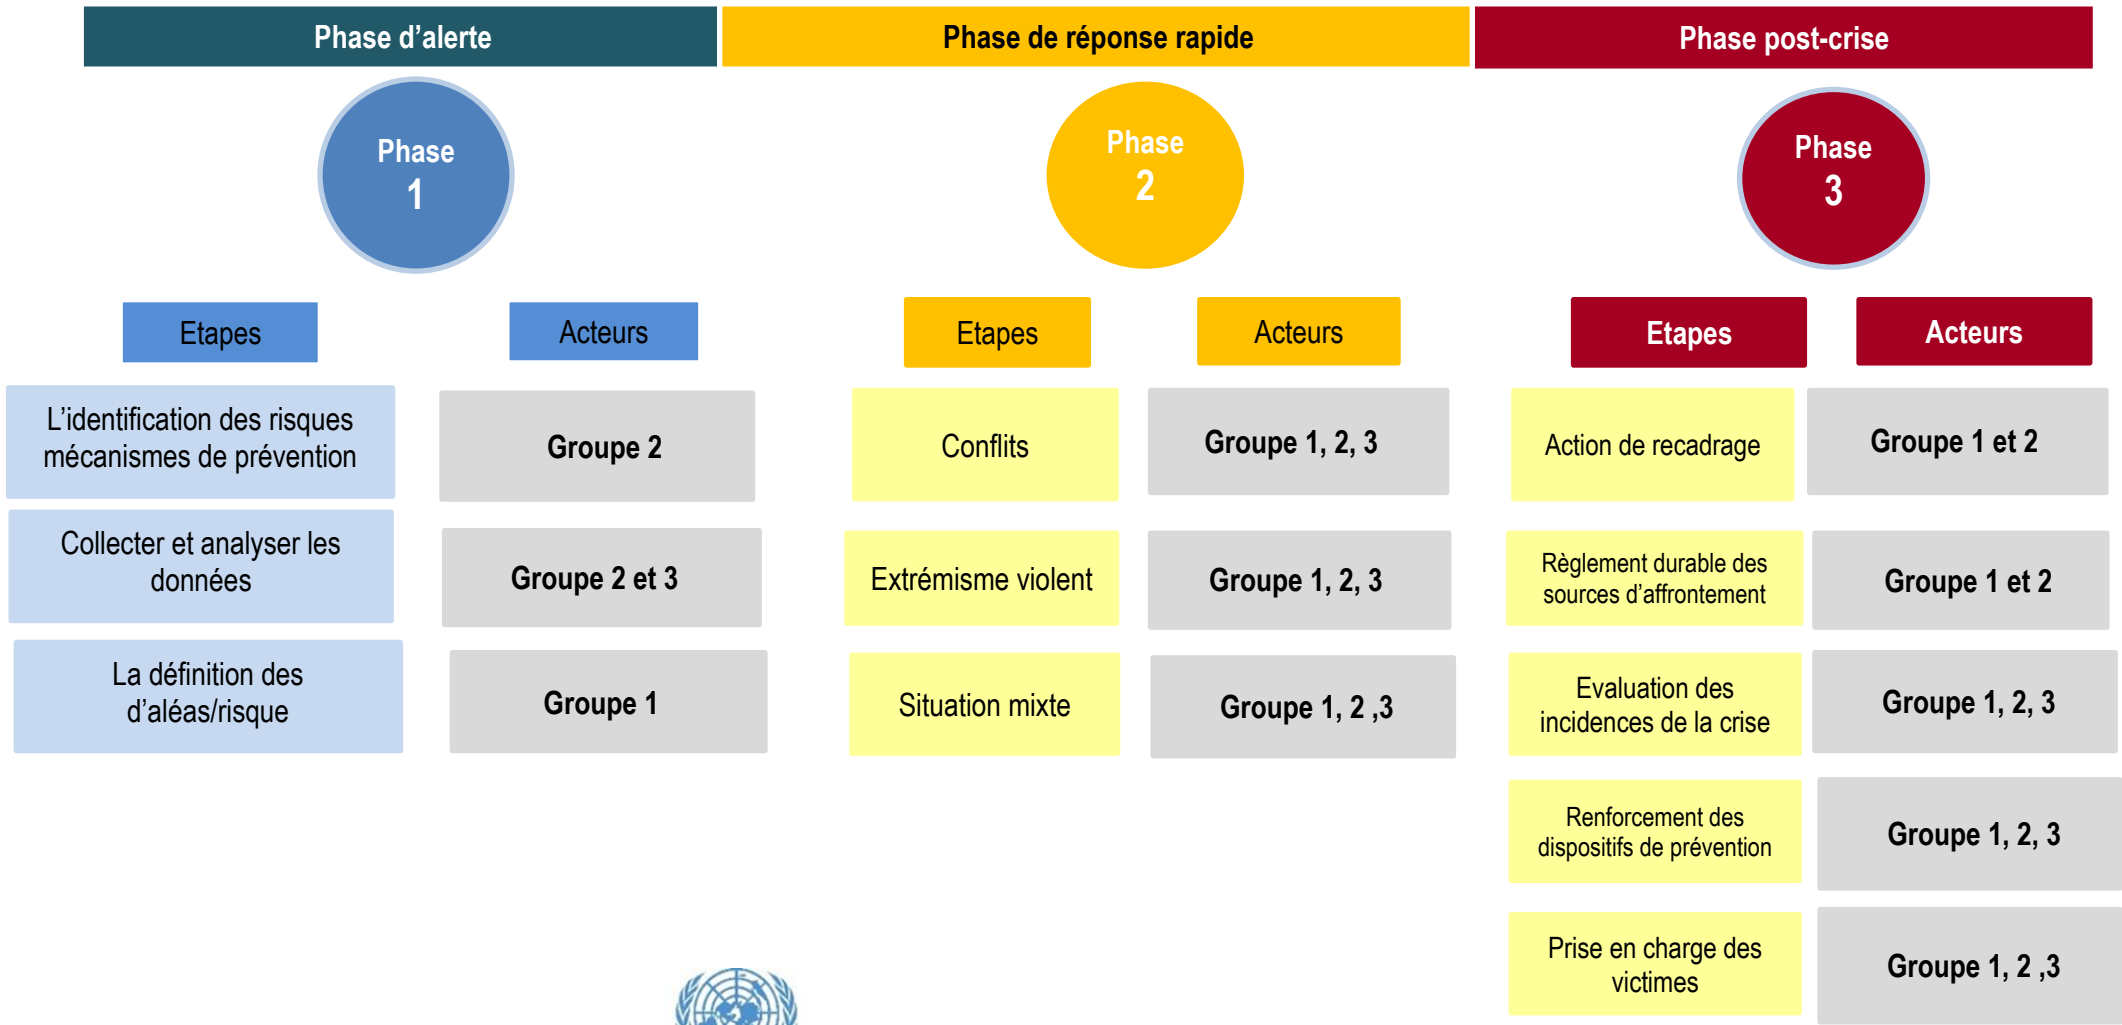 Phase d’alerte
Phase de réponse rapide
Phase post-crise
Phase
1
Phase
2
Phase
3
Etapes
Acteurs
Etapes
Acteurs
Etapes
Acteurs
L’identification des risques
mécanismes de prévention
Groupe 2
Conflits
Groupe 1, 2, 3
Action de recadrage
Groupe 1 et 2
Collecter et analyser les
données
Groupe 2 et 3
Extrémisme violent
Groupe 1, 2, 3
Règlement durable des
sources d’affrontement
Groupe 1 et 2
La définition des
d’aléas/risque
Groupe 1
Situation mixte
Groupe 1, 2 ,3
Evaluation des
incidences de la crise
Groupe 1, 2, 3
Renforcement des
dispositifs de prévention
Groupe 1, 2, 3
Prise en charge des
victimes
Groupe 1, 2 ,3